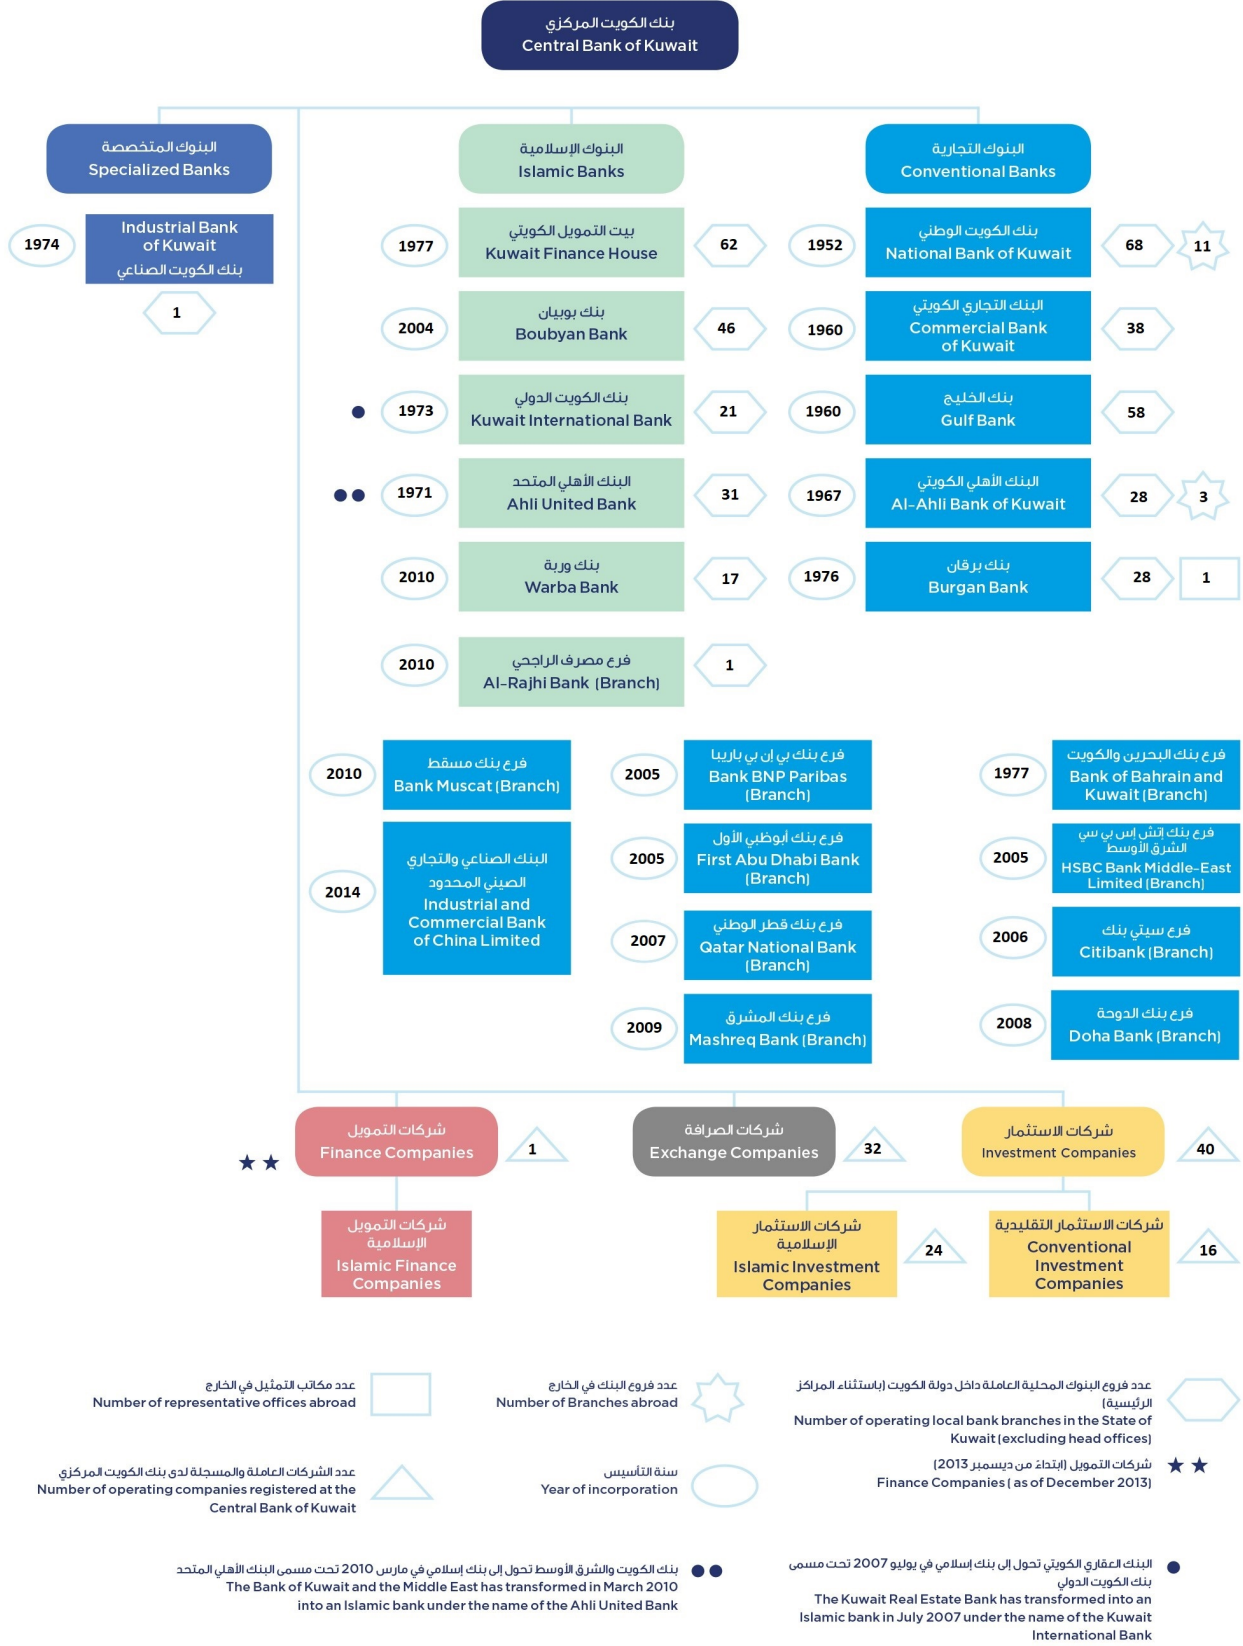 بنك الكويت المركزي
Central Bank of Kuwait
البنوك المتخصصة
Specialized Banks
البنوك الإسلامية
Islamic Banks
البنوك التجارية
Conventional Banks
1974
Industrial Bank
of Kuwait
بنك الكويت الصناعي
1
1977
بيت التمويل الكويتي
Kuwait Finance House
62
2004
بنك بوبيان
Boubyan Bank
46
1973
بنك الكويت الدولي
Kuwait International Bank
21
1971
البنك الأهلي المتحد
Ahli United Bank
31
2010
بنك وربة
Warba Bank
17
2010
فرع مصرف الراجحي
Al-Rajhi Bank (Branch)
1
1952
بنك الكويت الوطني
National Bank of Kuwait
68
11
1960
البنك التجاري الكويتي
Commercial Bank
of Kuwait
38
1960
بنك الخليج
Gulf Bank
58
1967
البنك الأهلي الكويتي
Al-Ahli Bank of Kuwait
28
3
1976
بنك برقان
Burgan Bank
28
1
2010
فرع بنك مسقط
Bank Muscat (Branch)
2014
البنك الصناعي والتجاري
الصيني المحدود
Industrial and
Commercial Bank
of China Limited
2005
فرع بنك بي إن بي باريبا
Bank BNP Paribas
(Branch)
2005
فرع بنك أبوظبي الأول
First Abu Dhabi Bank
(Branch)
2007
فرع بنك قطر الوطني
Qatar National Bank
(Branch)
2009
فرع بنك المشرق
Mashreq Bank (Branch)
1977
فرع بنك البحرين والكويت
Bank of Bahrain and
Kuwait (Branch)
2005
فرع بنك إتش إس بي سي
الشرق الأوسط
HSBC Bank Middle-East
Limited (Branch)
2006
فرع سيتي بنك
Citibank (Branch)
2008
فرع بنك الدوحة
Doha Bank (Branch)
شركات التمويل
Finance Companies
1
شركات الصرافة
Exchange Companies
32
شركات الاستثمار
Investment Companies
40
شركات التمويل
الإسلامية
Islamic Finance
Companies
شركات الاستثمار
الإسلامية
Islamic Investment
Companies
24
شركات الاستثمار التقليدية
Conventional
Investment
Companies
16
عدد مكاتب التمثيل في الخارج
Number of representative offices abroad
عدد فروع البنك في الخارج
Number of Branches abroad
عدد فروع البنوك المحلية العاملة داخل دولة الكويت (باستثناء المراكز
الرئيسية)
Number of operating local bank branches in the State of
Kuwait (excluding head offices)
عدد الشركات العاملة والمسجلة لدى بنك الكويت المركزي
Number of operating companies registered at the
Central Bank of Kuwait
سنة التأسيس
Year of incorporation
شركات التمويل (ابتداءً من ديسمبر 2013)
Finance Companies ( as of December 2013)
بنك الكويت والشرق الأوسط تحول إلى بنك إسلامي في مارس 2010 تحت مسمى البنك الأهلي المتحد
The Bank of Kuwait and the Middle East has transformed in March 2010
into an Islamic bank under the name of the Ahli United Bank
البنك العقاري الكويتي تحول إلى بنك إسلامي في يوليو 2007 تحت مسمى
بنك الكويت الدولي
The Kuwait Real Estate Bank has transformed into an
Islamic bank in July 2007 under the name of the Kuwait
International Bank